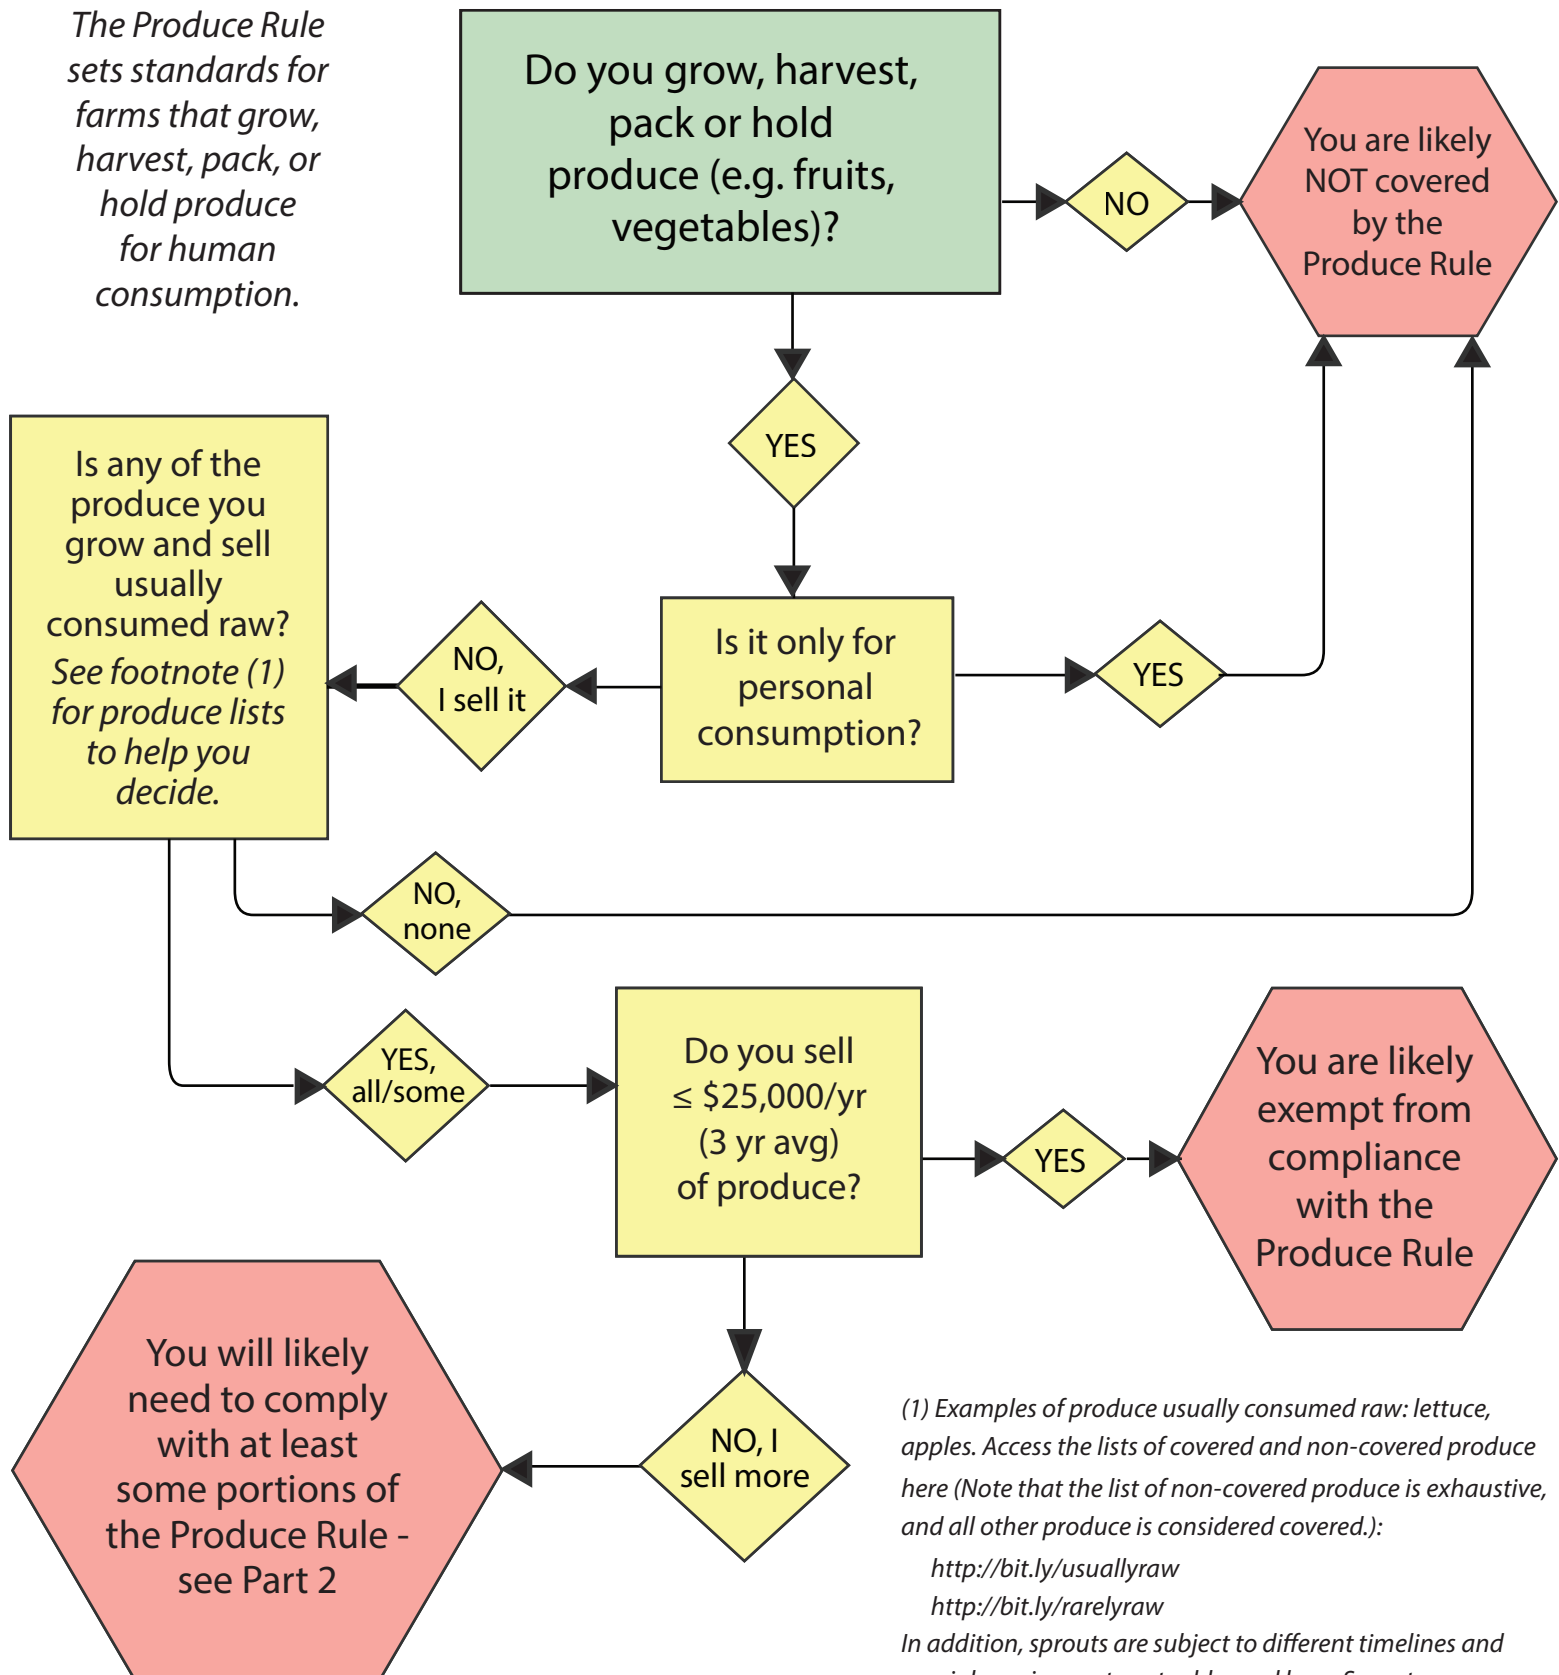 The Produce Rule
sets standards for
farms that grow,
harvest, pack, or
hold produce
for human
consumption.
Do you grow, harvest,
pack or hold
produce (e.g. fruits,
vegetables)?
NO
You are likely
NOT covered
by the
Produce Rule
YES
Is any of the
produce you
grow and sell
usually
consumed raw?
See footnote (1)
for produce lists
to help you
decide.
NO,
I sell it
Is it only for
personal
consumption?
YES
NO,
none
YES,
all/some
Do you sell
≤ $25,000/yr
(3 yr avg)
of produce?
YES
You are likely
exempt from
compliance
with the
Produce Rule
You will likely
need to comply
with at least
some portions of
the Produce Rule -
see Part 2
NO, I
sell more
(1) Examples of produce usually consumed raw: lettuce,
apples. Access the lists of covered and non-covered produce
here (Note that the list of non-covered produce is exhaustive,
and all other produce is considered covered.):
http://bit.ly/usuallyraw
http://bit.ly/rarelyraw
In addition, sprouts are subject to different timelines and